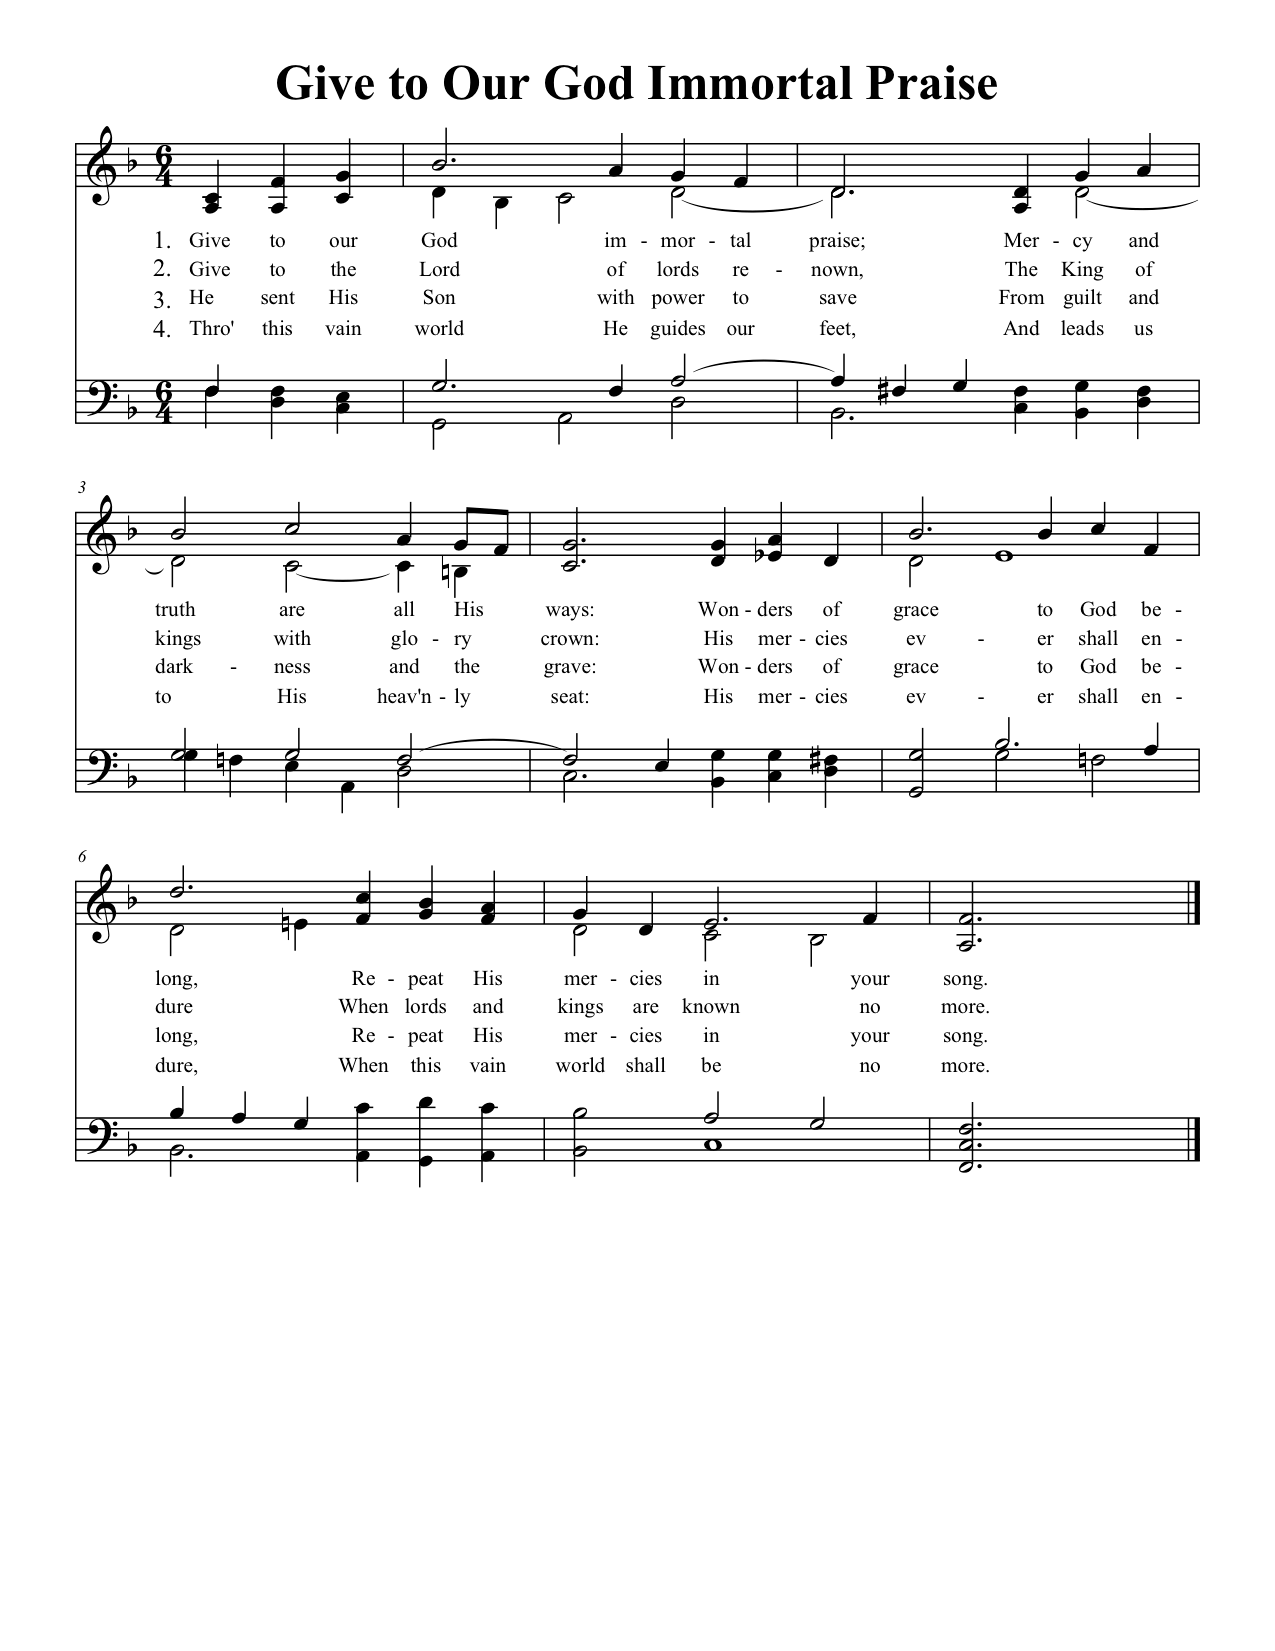 Give to Our God Immortal Praise
6 4
1. Give to our God im - mor - tal praise; Mer - cy and
2. Give to the Lord of lords re - nown, The King of
3. He sent His Son with power to save From guilt and
4. Thro' this vain world He guides our feet, And leads us
6 4
3
truth are all His ways: Won - ders of grace to God be -
kings with glo - ry crown: His mer - cies ev - er shall en -
dark - ness and the grave: Won - ders of grace to God be -
to His heav'n - ly seat: His mer - cies ev - er shall en -
6
long, Re - peat His mer - cies in your song.
dure When lords and kings are known no more.
long, Re - peat His mer - cies in your song.
dure, When this vain world shall be no more.